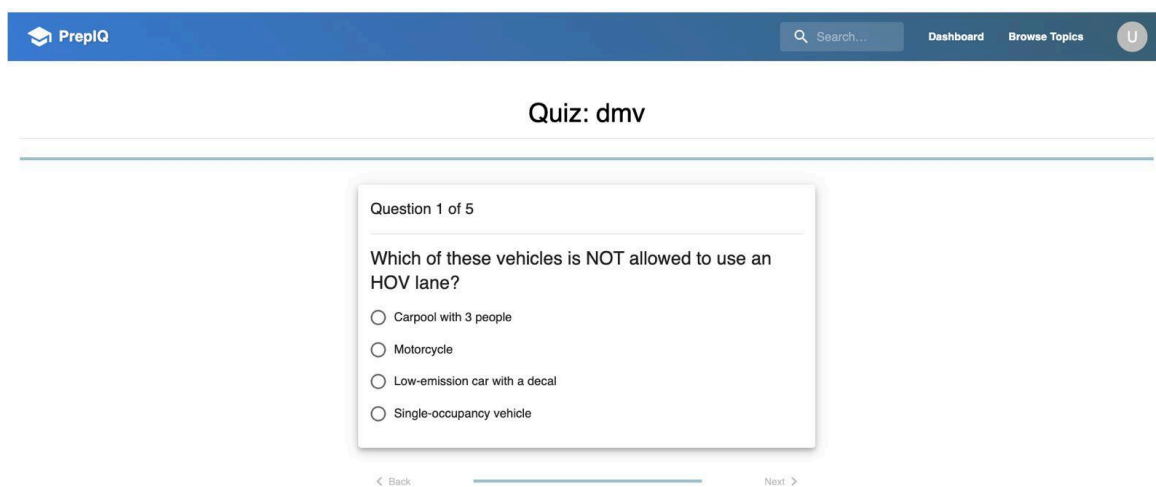 PrepIQ
Search...
Dashboard
Browse Topics
U
Quiz: dmv
Question 1 of 5
Which of these vehicles is NOT allowed to use an
HOV lane?
Carpool with 3 people
Motorcycle
Low-emission car with a decal
Single-occupancy vehicle
Back
Next